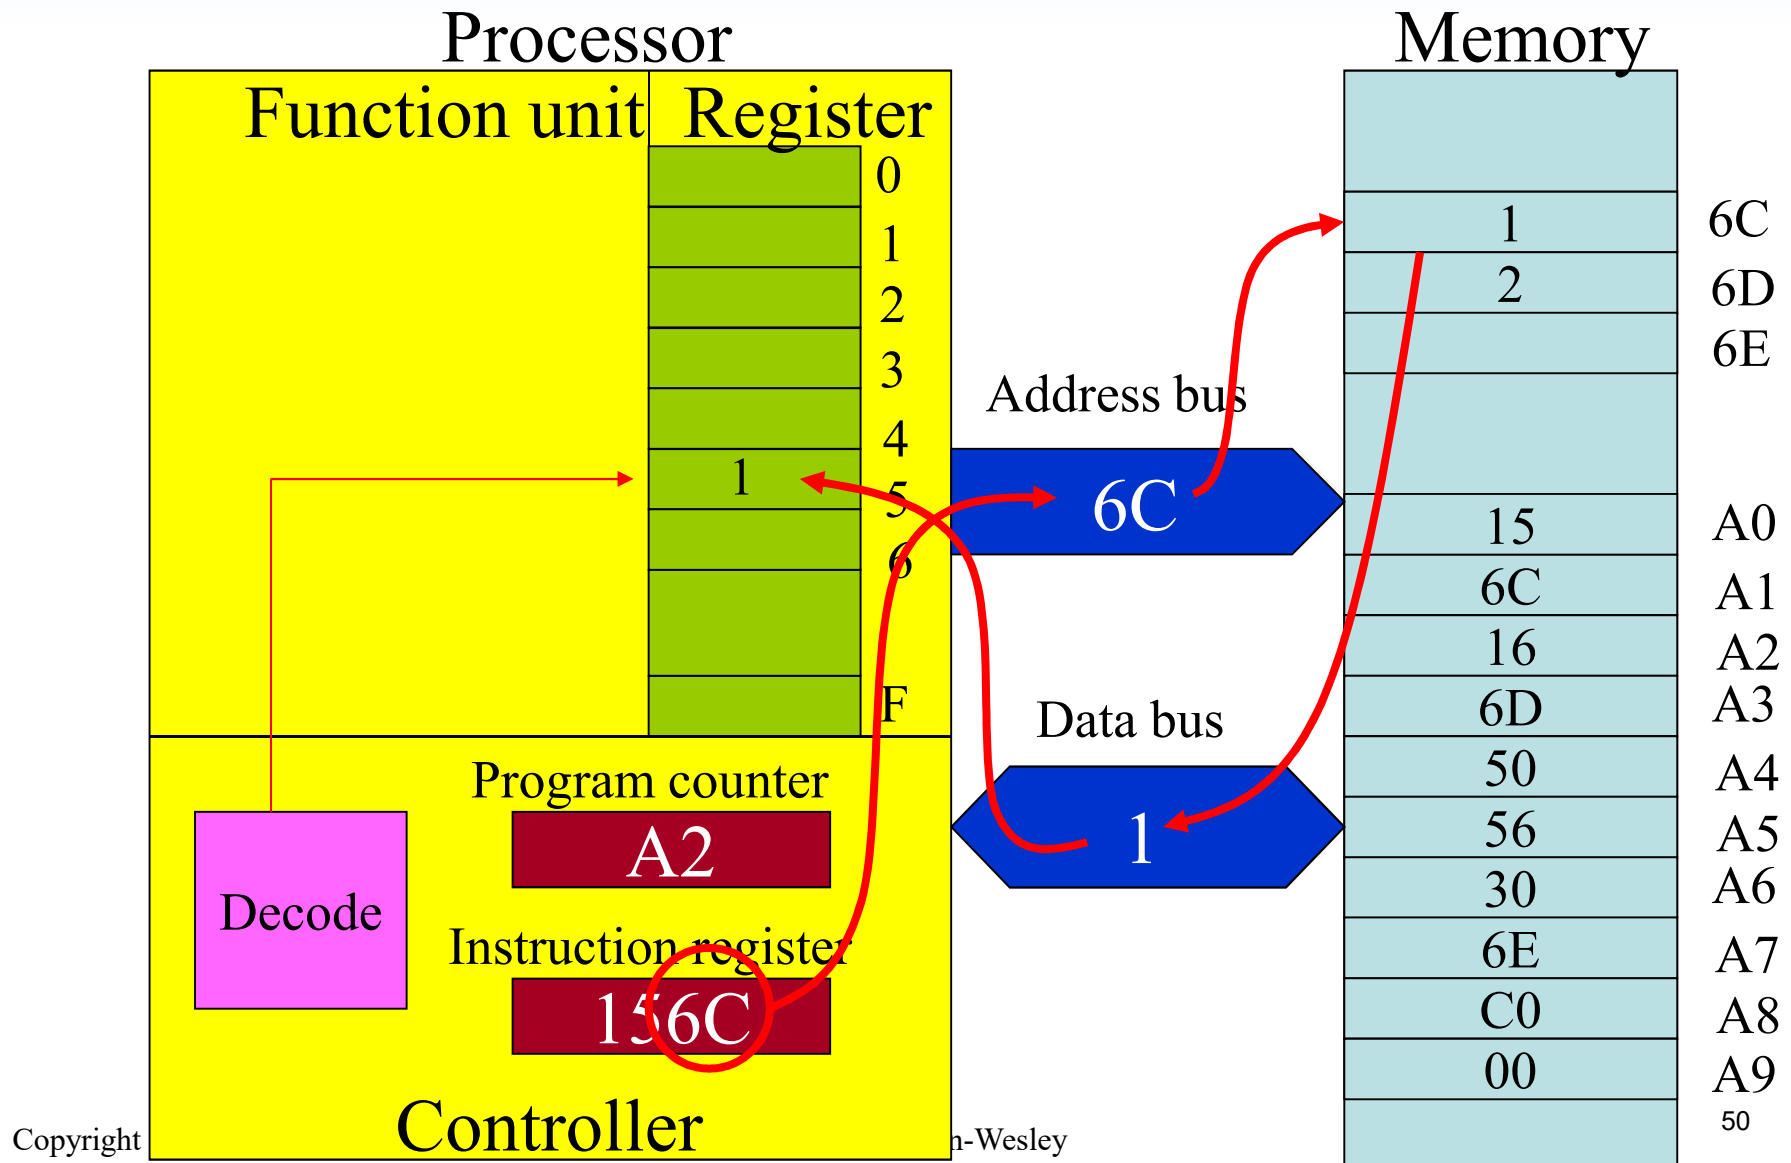 Processor
Memory
Function unit
Register
0
1
2
3
4
5
6
F
1
Address bus
6C
Data bus
1
Program counter
A2
Decode
Instruction register
156C
Controller
1 6C
2 6D
6E
15 A0
6C A1
16 A2
6D A3
50 A4
56 A5
30 A6
6E A7
C0 A8
00 A9
Copyright
n-Wesley
50